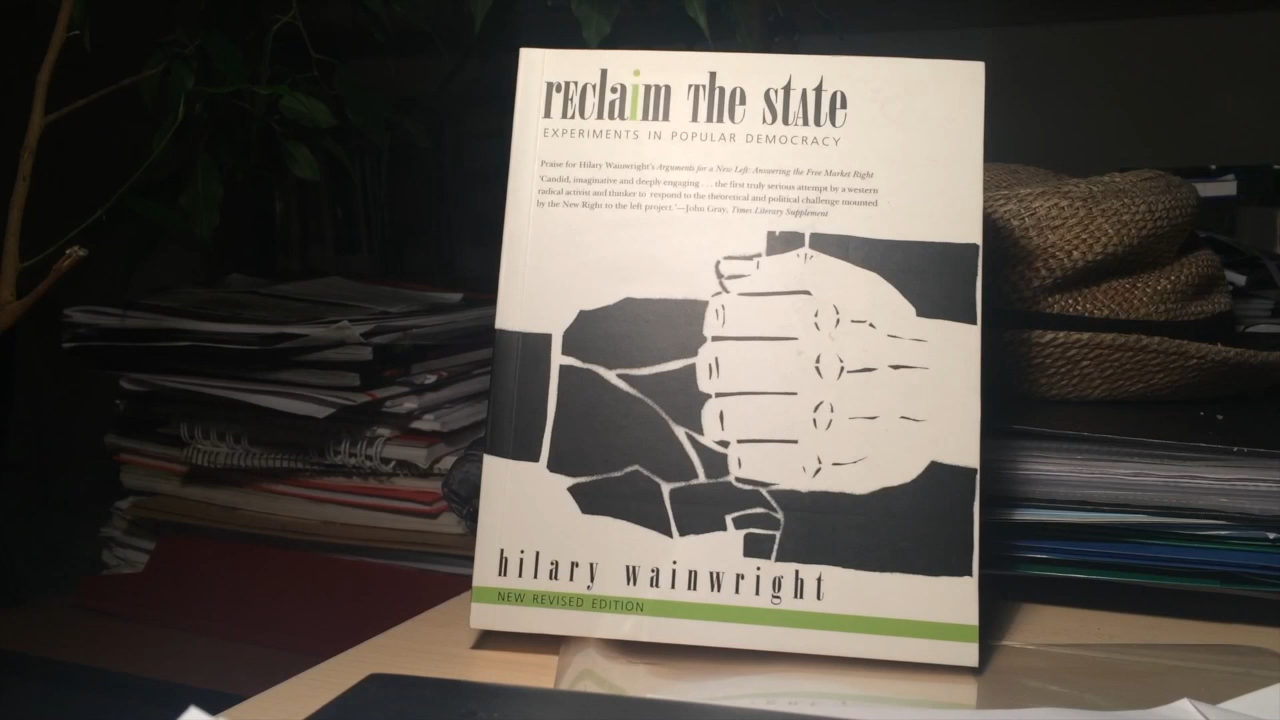 rEclaim The stAte
EXPERIMENTS IN POPULAR DEMOCRACY
Praise for Hilary Wainwright's Arguments for a New Left: Answering the Free Market Right
'Candid, imaginative and deeply engaging . . . the first truly serious attempt by a western
radical activist and thinker to respond to the theoretical and political challenge mounted
by the New Right to the left project.'—John Gray, Times Literary Supplement
hilary wainwright
NEW REVISED EDITION